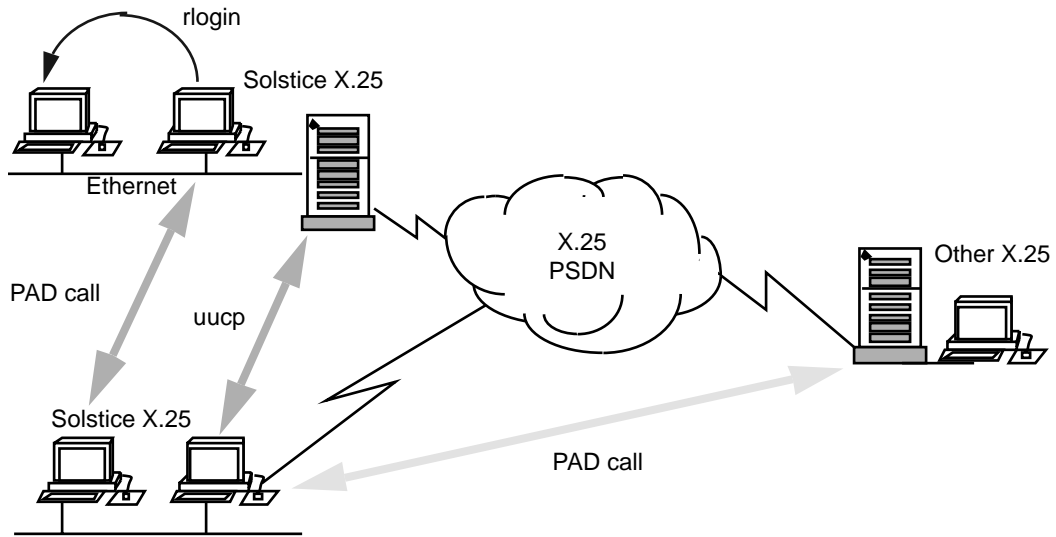 rlogin
Solstice X.25
Ethernet
X.25
PSDN
Other X.25
PAD call
uucp
Solstice X.25
PAD call